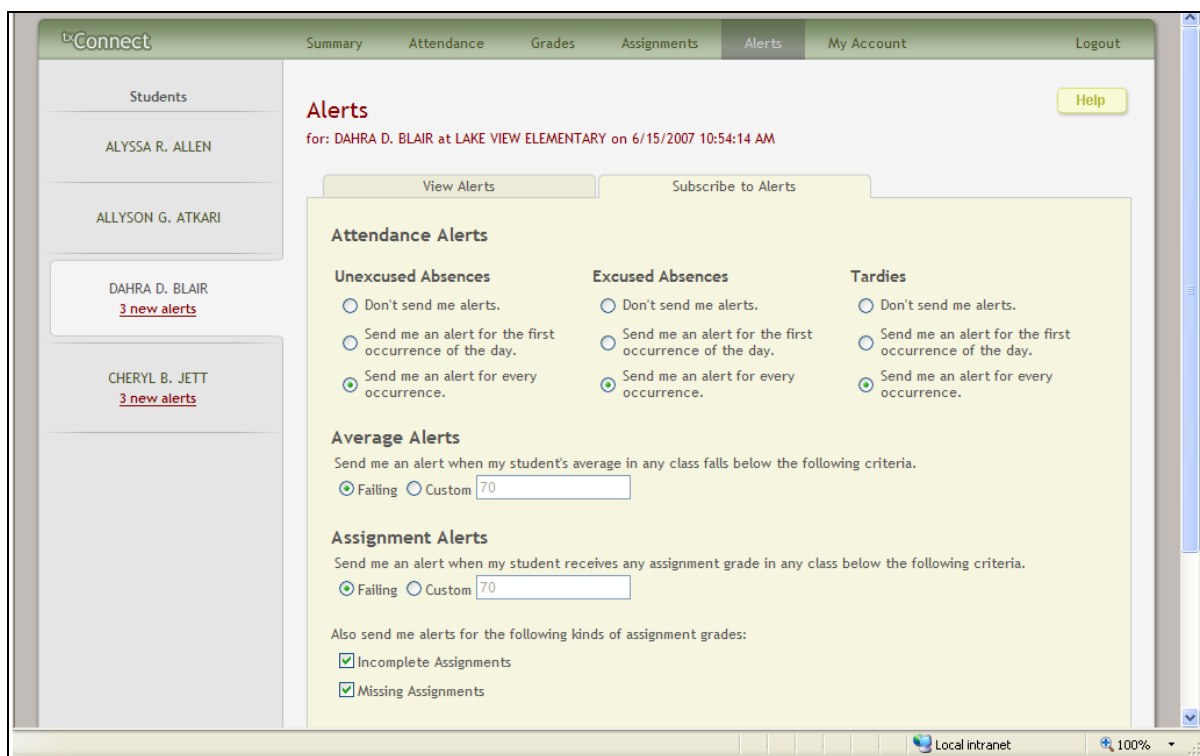 txConnect
Summary Attendance Grades Assignments Alerts My Account Logout
Students
ALYSSA R. ALLEN
ALLYSON G. ATKARI
DAHRA D. BLAIR
3 new alerts
CHERYL B. JETT
3 new alerts
Help
Alerts
for: DAHRA D. BLAIR at LAKE VIEW ELEMENTARY on 6/15/2007 10:54:14 AM
View Alerts Subscribe to Alerts
Attendance Alerts
Unexcused Absences Excused Absences Tardies
Don't send me alerts. Don't send me alerts. Don't send me alerts.
Send me an alert for the first Send me an alert for the first Send me an alert for the first
occurrence of the day. occurrence of the day. occurrence of the day.
Send me an alert for every Send me an alert for every Send me an alert for every
occurrence. occurrence. occurrence.
Average Alerts
Send me an alert when my student's average in any class falls below the following criteria.
Failing Custom 70
Assignment Alerts
Send me an alert when my student receives any assignment grade in any class below the following criteria.
Failing Custom 70
Also send me alerts for the following kinds of assignment grades:
Incomplete Assignments
Missing Assignments
Local intranet 100%